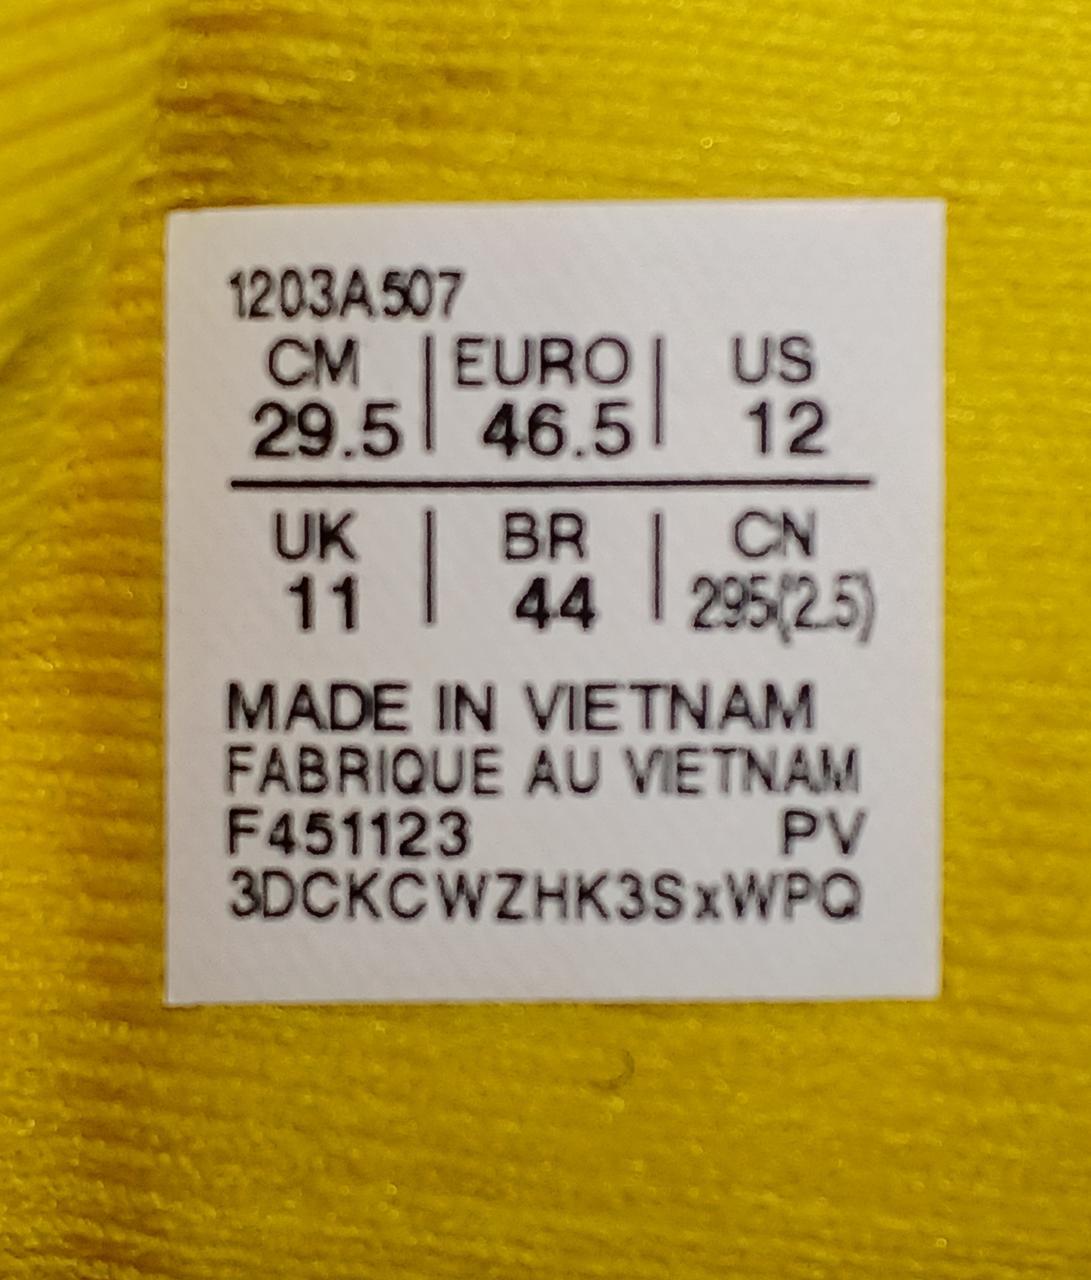 1203A507
CM | EURO | US
29.5 | 46.5 | 12
UK | BR | CN
11 | 44 | 295(2.5)
MADE IN VIETNAM
FABRIQUE AU VIETNAM
F451123 PV
3DCKCWZHK3SxWPQ